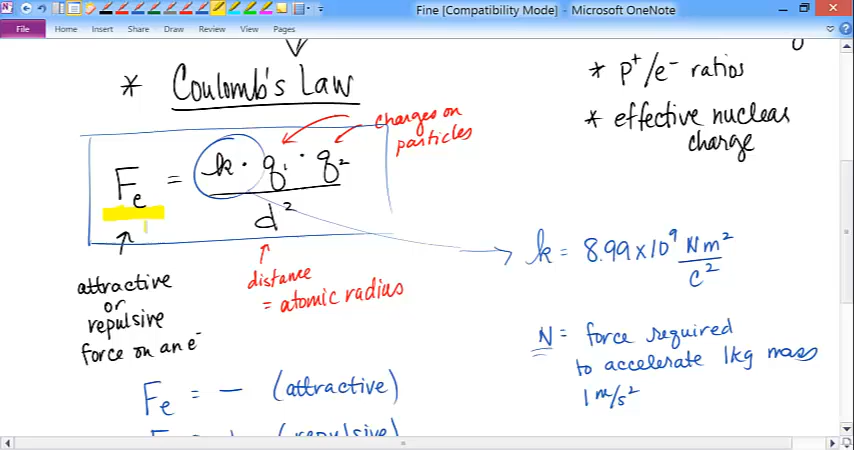 Fine [Compatibility Mode] - Microsoft OneNote
File Home Insert Share Draw Review View
* Coulomb's Law
Fe = k · q1 · q2
d²
charges on
particles
distance
= atomic radius
attractive
or
repulsive
force on an e⁻
Fe = − (attractive)
(repulsive)
* p⁺/e⁻ ratios
* effective nuclear
charge
k = 8.99 x 10⁹ Nm²
c²
N = force required
to accelerate 1kg mass
1 m/s²